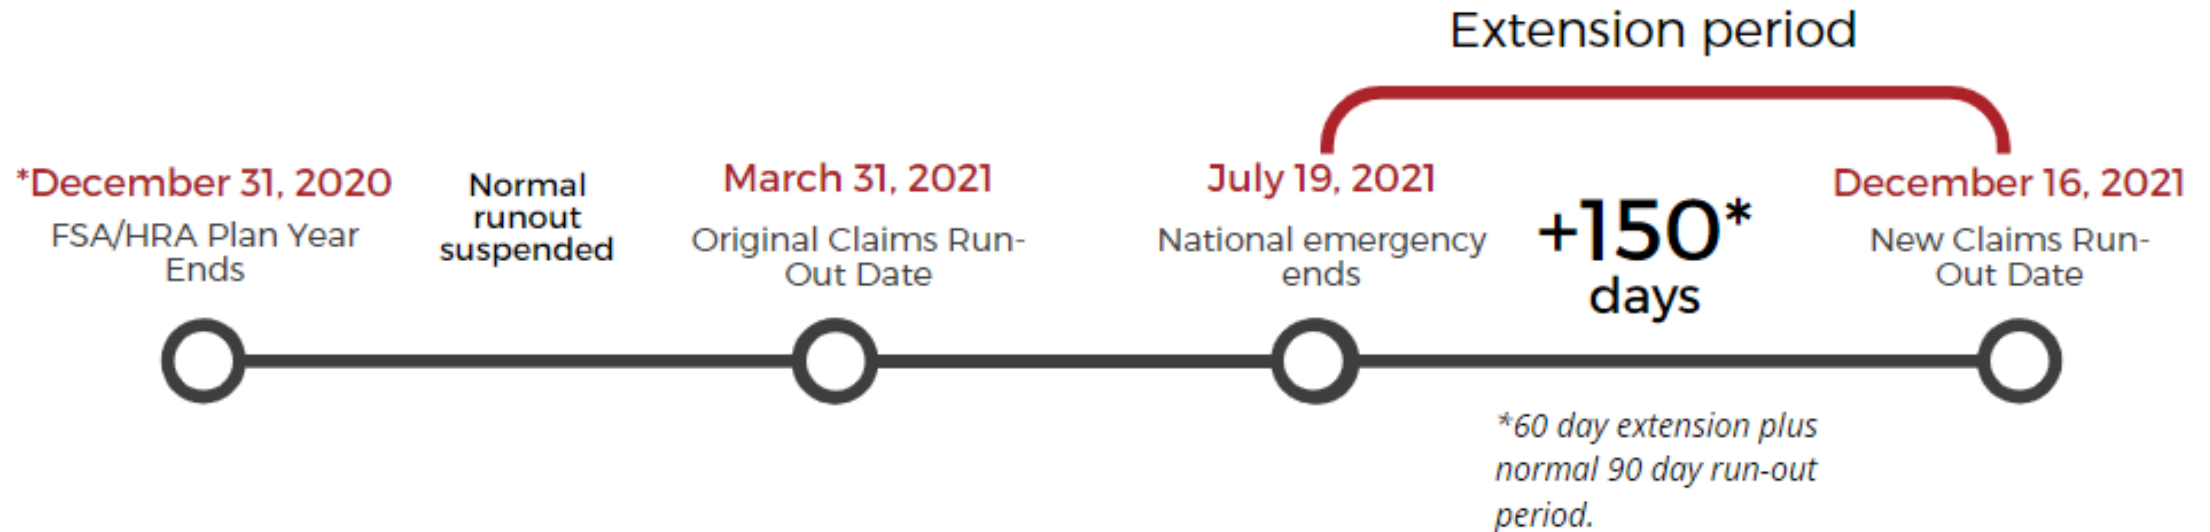 Extension period
*December 31, 2020
FSA/HRA Plan Year
Ends
Normal
runout
suspended
March 31, 2021
Original Claims Run-
Out Date
July 19, 2021
National emergency
ends
+150*
days
December 16, 2021
New Claims Run-
Out Date
*60 day extension plus
normal 90 day run-out
period.